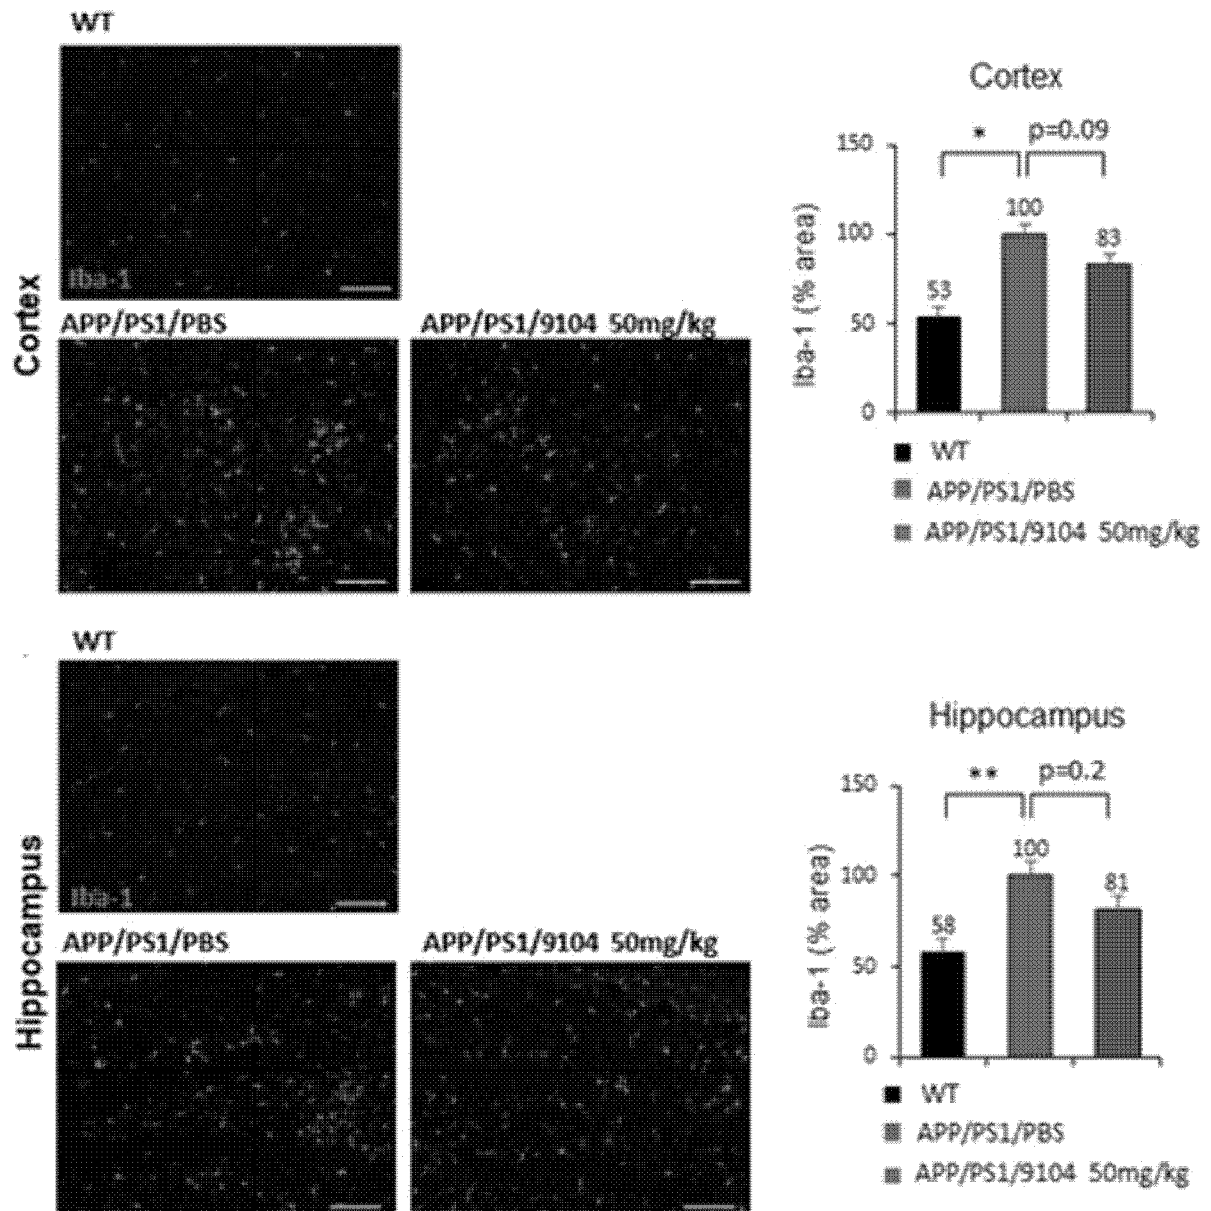 WT
Cortex
Iba-1
APP/PS1/PBS
APP/PS1/9104 50mg/kg
Cortex
* p=0.09
150
100
50
0
Iba-1 (% area)
53
100
83
WT
APP/PS1/PBS
APP/PS1/9104 50mg/kg
WT
Hippocampus
Iba-1
APP/PS1/PBS
APP/PS1/9104 50mg/kg
Hippocampus
** p=0.2
150
100
50
0
Iba-1 (% area)
58
100
81
WT
APP/PS1/PBS
APP/PS1/9104 50mg/kg